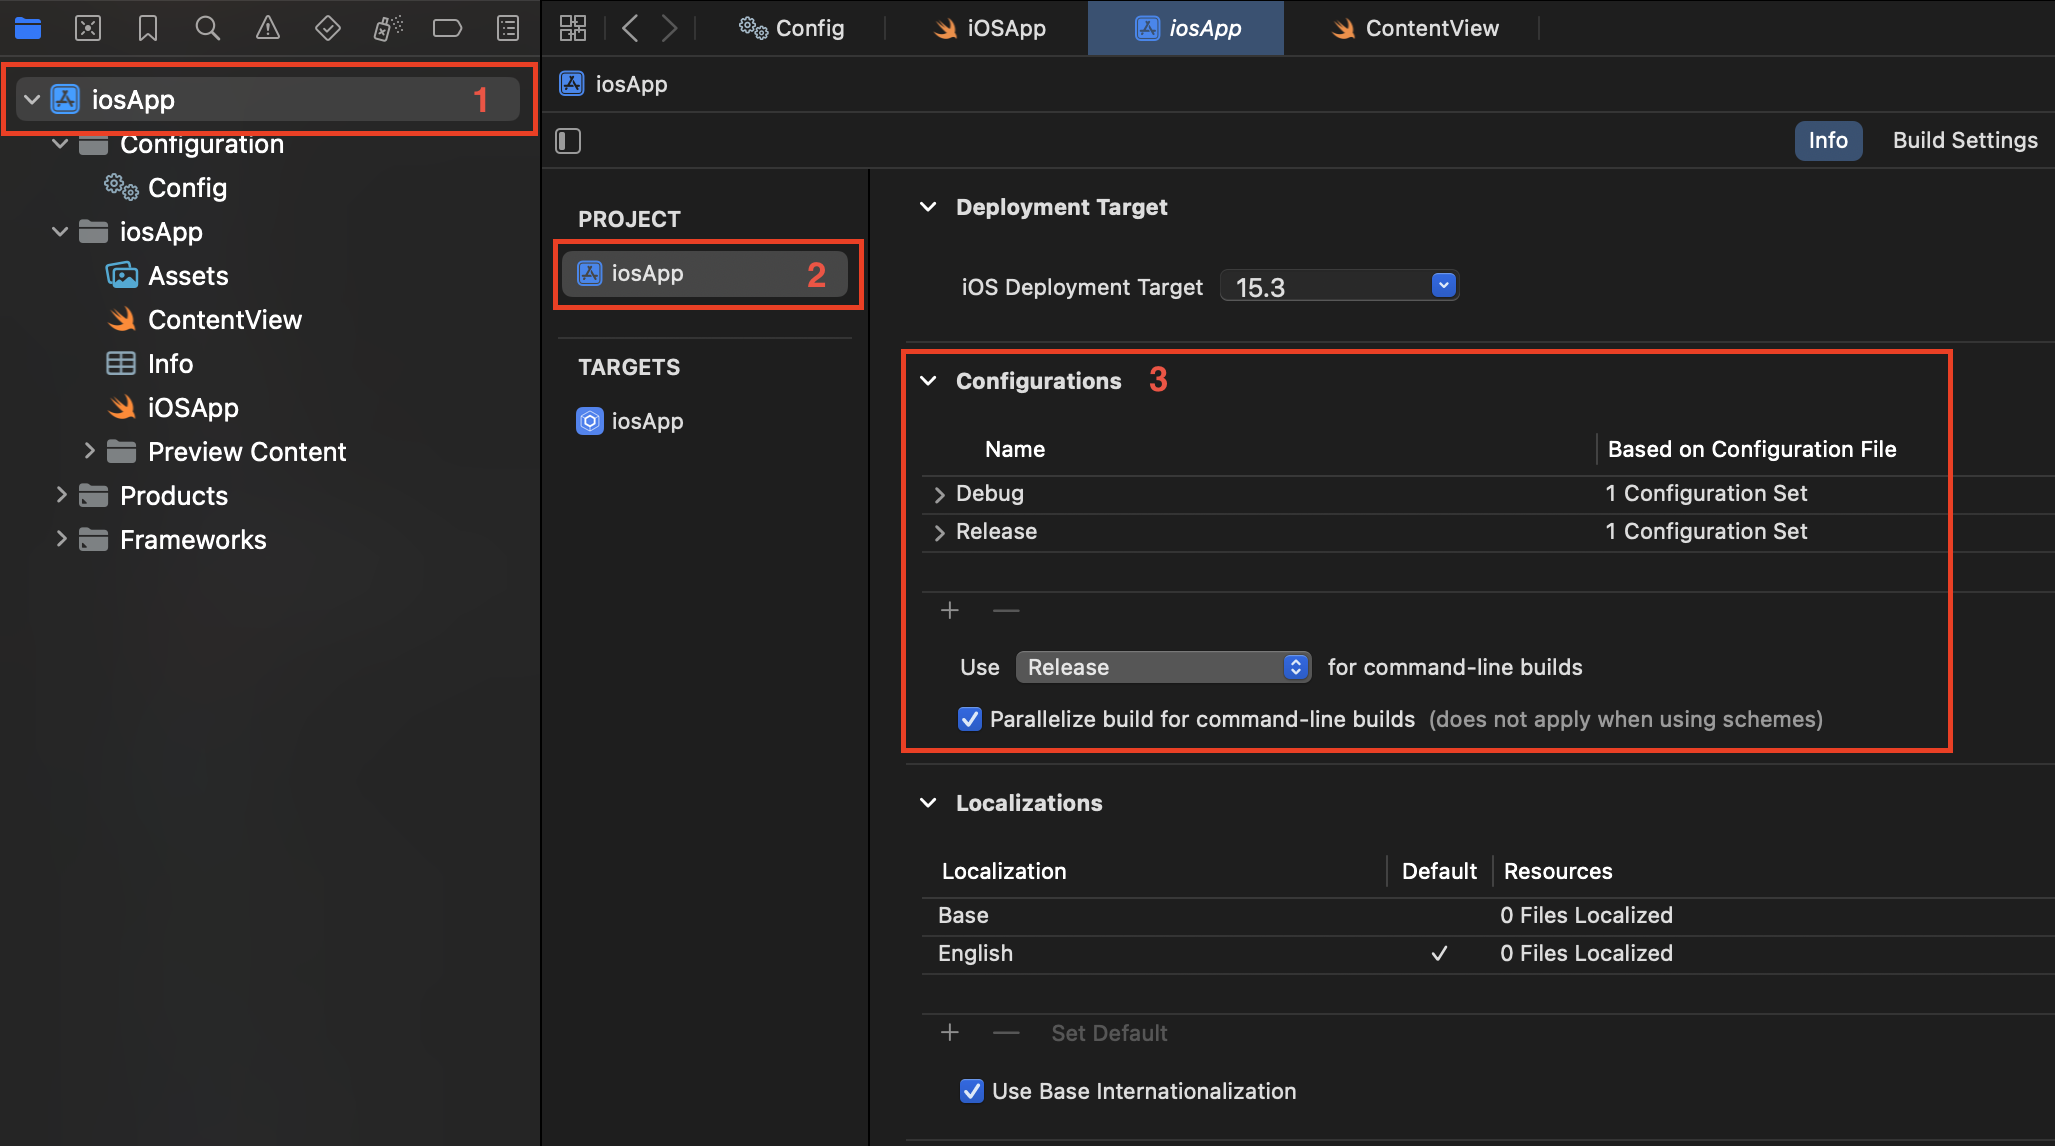 Config
iOSApp
iosApp
ContentView
iosApp 1
iosApp
Configuration
Config
iosApp
Assets
ContentView
Info
iOSApp
Preview Content
Products
Frameworks
Info Build Settings
PROJECT
iosApp 2
TARGETS
iosApp
Deployment Target
iOS Deployment Target 15.3
Configurations 3
Name Based on Configuration File
Debug 1 Configuration Set
Release 1 Configuration Set
Use Release for command-line builds
Parallelize build for command-line builds (does not apply when using schemes)
Localizations
Localization Default Resources
Base 0 Files Localized
English 0 Files Localized
Set Default
Use Base Internationalization